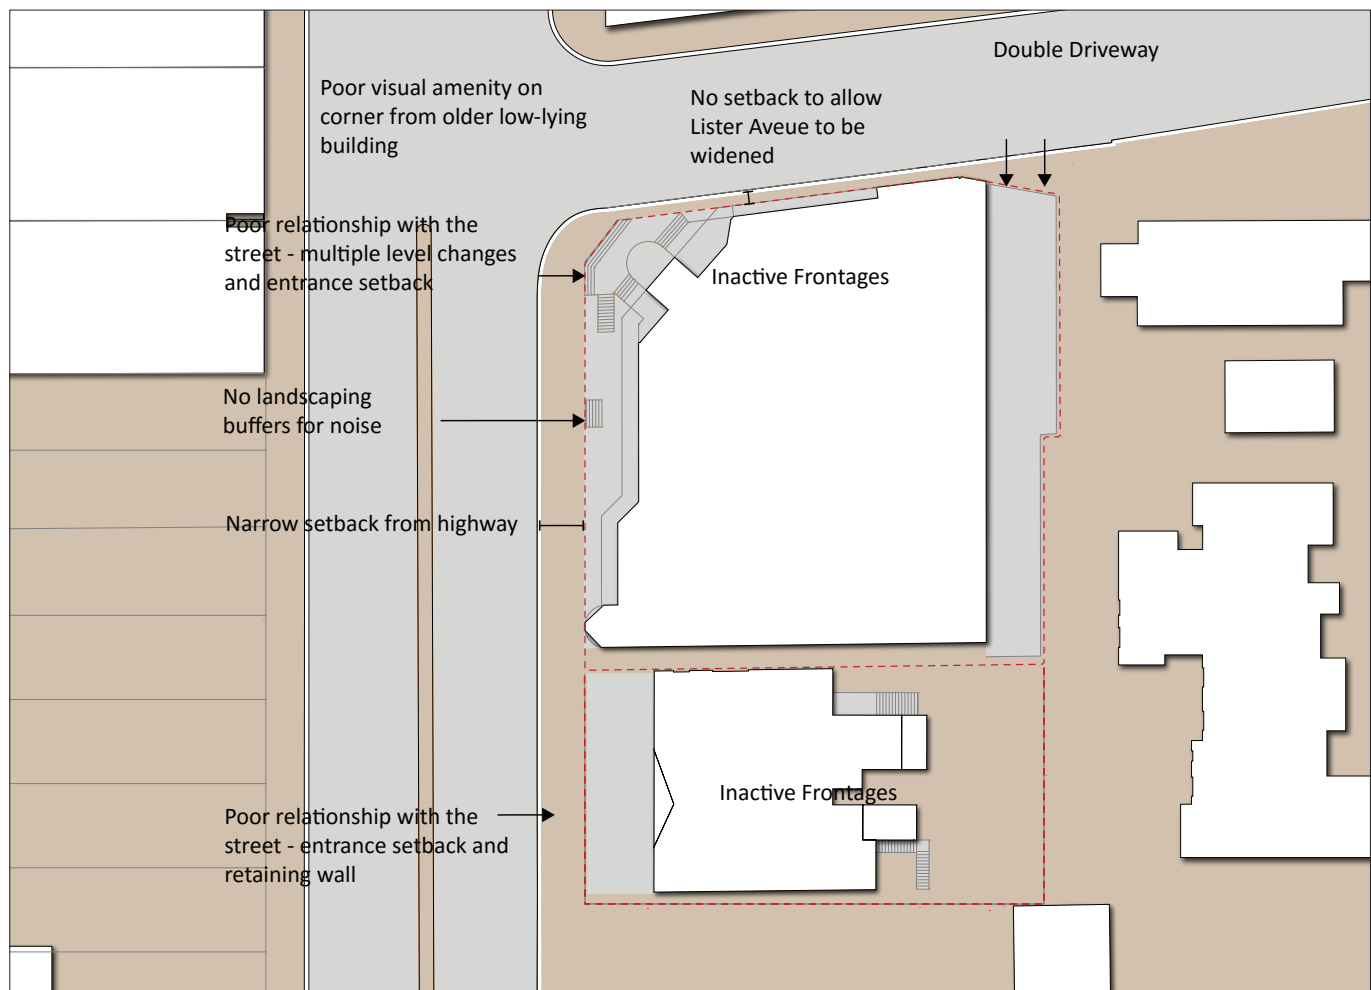 Double Driveway
Poor visual amenity on
corner from older low-lying
building
No setback to allow
Lister Aveue to be
widened
Poor relationship with the
street - multiple level changes
and entrance setback
Inactive Frontages
No landscaping
buffers for noise
Narrow setback from highway
Inactive Frontages
Poor relationship with the
street - entrance setback and
retaining wall